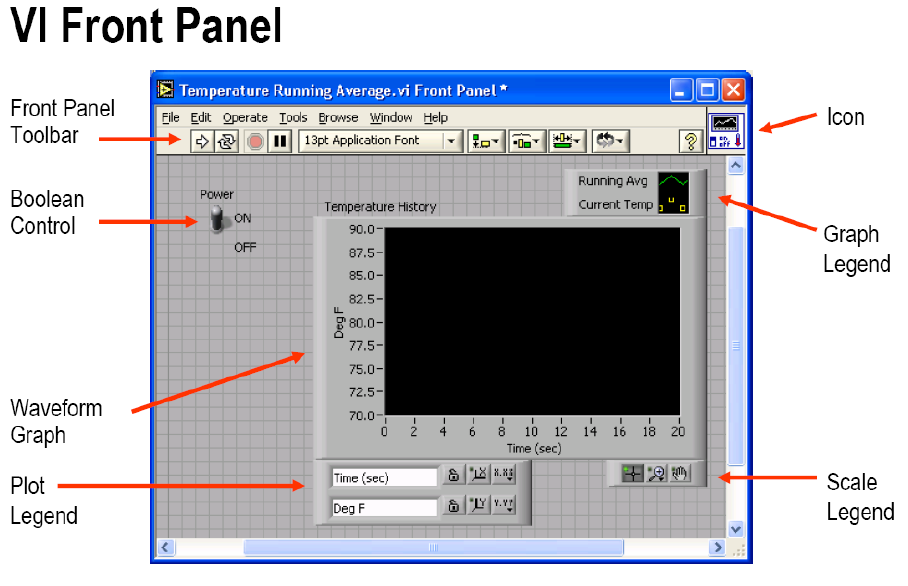 VI Front Panel
Temperature Running Average.vi Front Panel *
File Edit Operate Tools Browse Window Help
13pt Application Font
?
Front Panel
Toolbar
Icon
Boolean
Control
Power
ON
OFF
Running Avg
Current Temp
Graph
Legend
Temperature History
90.0
87.5
85.0
82.5
80.0
77.5
75.0
72.5
70.0
Deg F
0 2 4 6 8 10 12 14 16 18 20
Time (sec)
Waveform
Graph
Plot
Legend
Time (sec)
Deg F
Scale
Legend